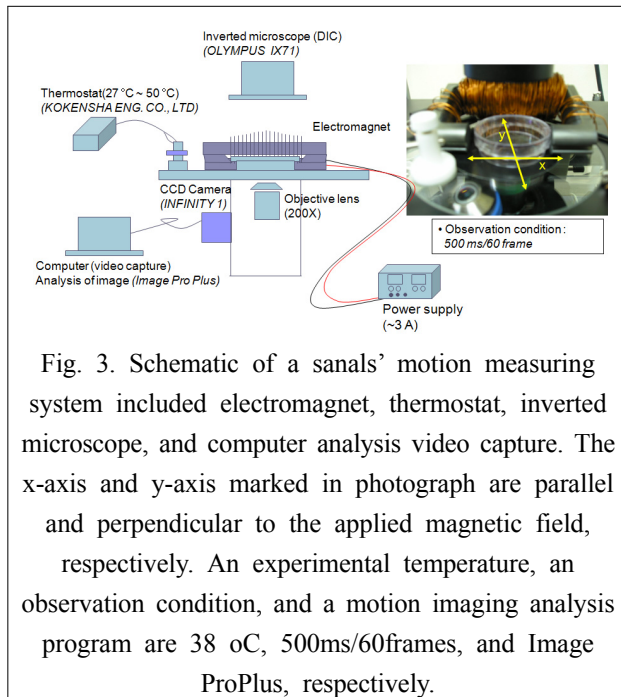 Inverted microscope (DIC)
(OLYMPUS IX71)
Thermostat(27 °C ~ 50 °C)
(KOKENSHA ENG. CO., LTD)
Electromagnet
CCD Camera
(INFINITY 1)
Objective lens
(200X)
Computer (video capture)
Analysis of image (Image Pro Plus)
Power supply
(~3 A)
y
x
• Observation condition :
500 ms/60 frame
Fig. 3. Schematic of a sanals’ motion measuring
system included electromagnet, thermostat, inverted
microscope, and computer analysis video capture. The
x-axis and y-axis marked in photograph are parallel
and perpendicular to the applied magnetic field,
respectively. An experimental temperature, an
observation condition, and a motion imaging analysis
program are 38 oC, 500ms/60frames, and Image
ProPlus, respectively.